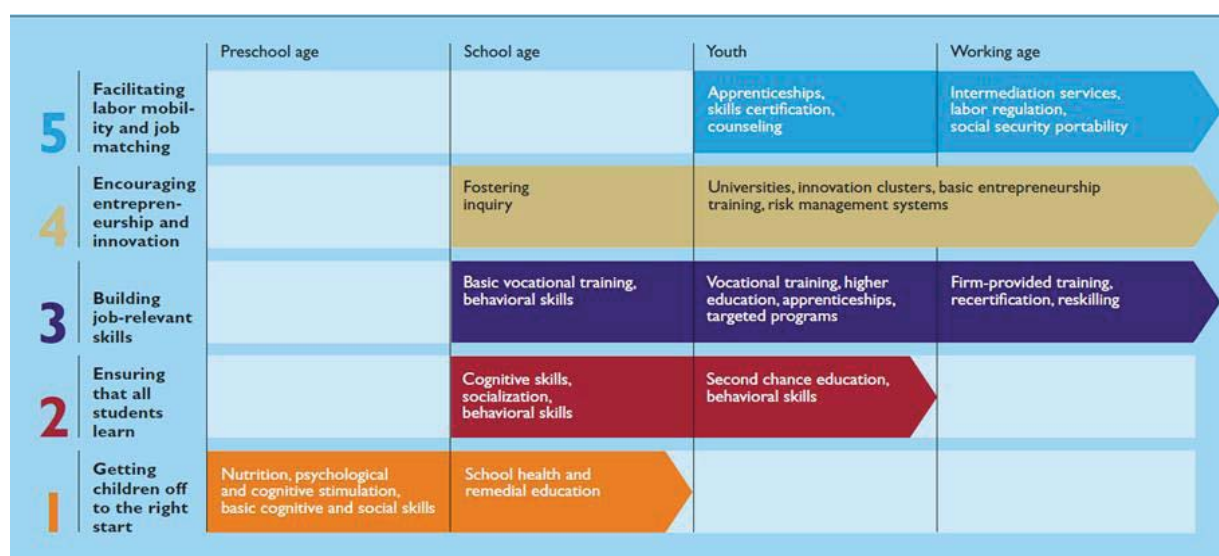 Preschool age School age Youth Working age
5
Facilitating
labor mobil-
ity and job
matching
Apprenticeships,
skills certification,
counseling
Intermediation services,
labor regulation,
social security portability
4
Encouraging
entrepren-
eurship and
innovation
Fostering
inquiry
Universities, innovation clusters, basic entrepreneurship
training, risk management systems
3
Building
job-relevant
skills
Basic vocational training,
behavioral skills
Vocational training, higher
education, apprenticeships,
targeted programs
Firm-provided training,
recertification, reskilling
2
Ensuring
that all
students
learn
Cognitive skills,
socialization,
behavioral skills
Second chance education,
behavioral skills
1
Getting
children off
to the right
start
Nutrition, psychological
and cognitive stimulation,
basic cognitive and social skills
School health and
remedial education